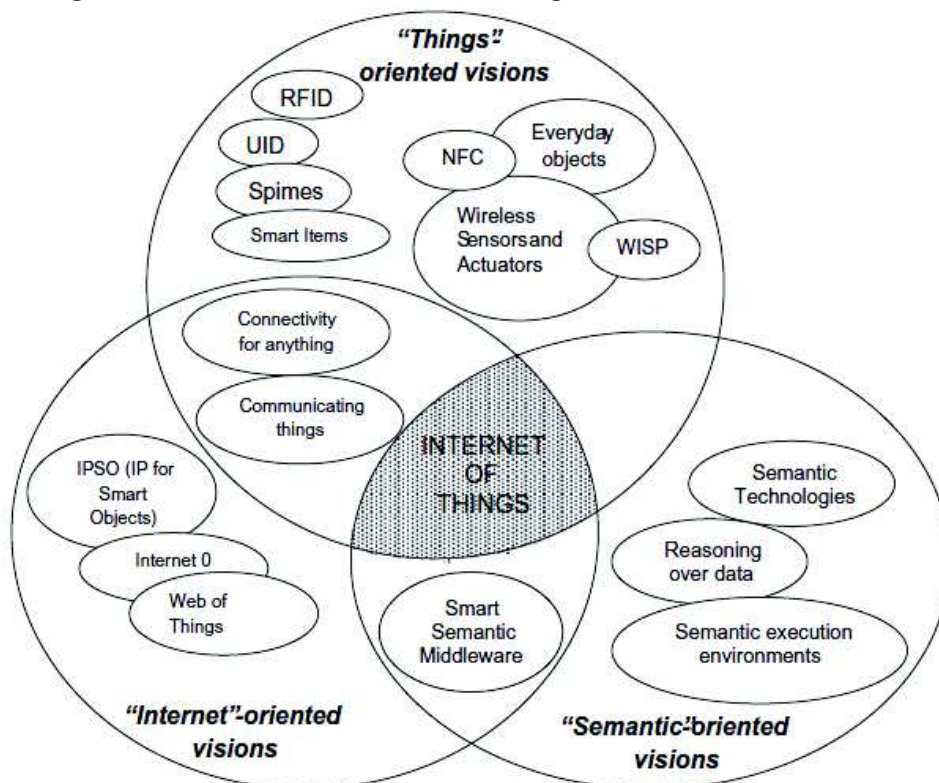 “Things”-
oriented visions
RFID
UID
Spimes
Smart Items
NFC
Everyday
objects
Wireless
Sensors and
Actuators
WISP
Connectivity
for anything
Communicating
things
INTERNET
OF
THINGS
IPSO (IP for
Smart
Objects)
Internet 0
Web of
Things
Semantic
Technologies
Reasoning
over data
Semantic execution
environments
Smart
Semantic
Middleware
“Internet”-oriented
visions
“Semantic”-oriented
visions